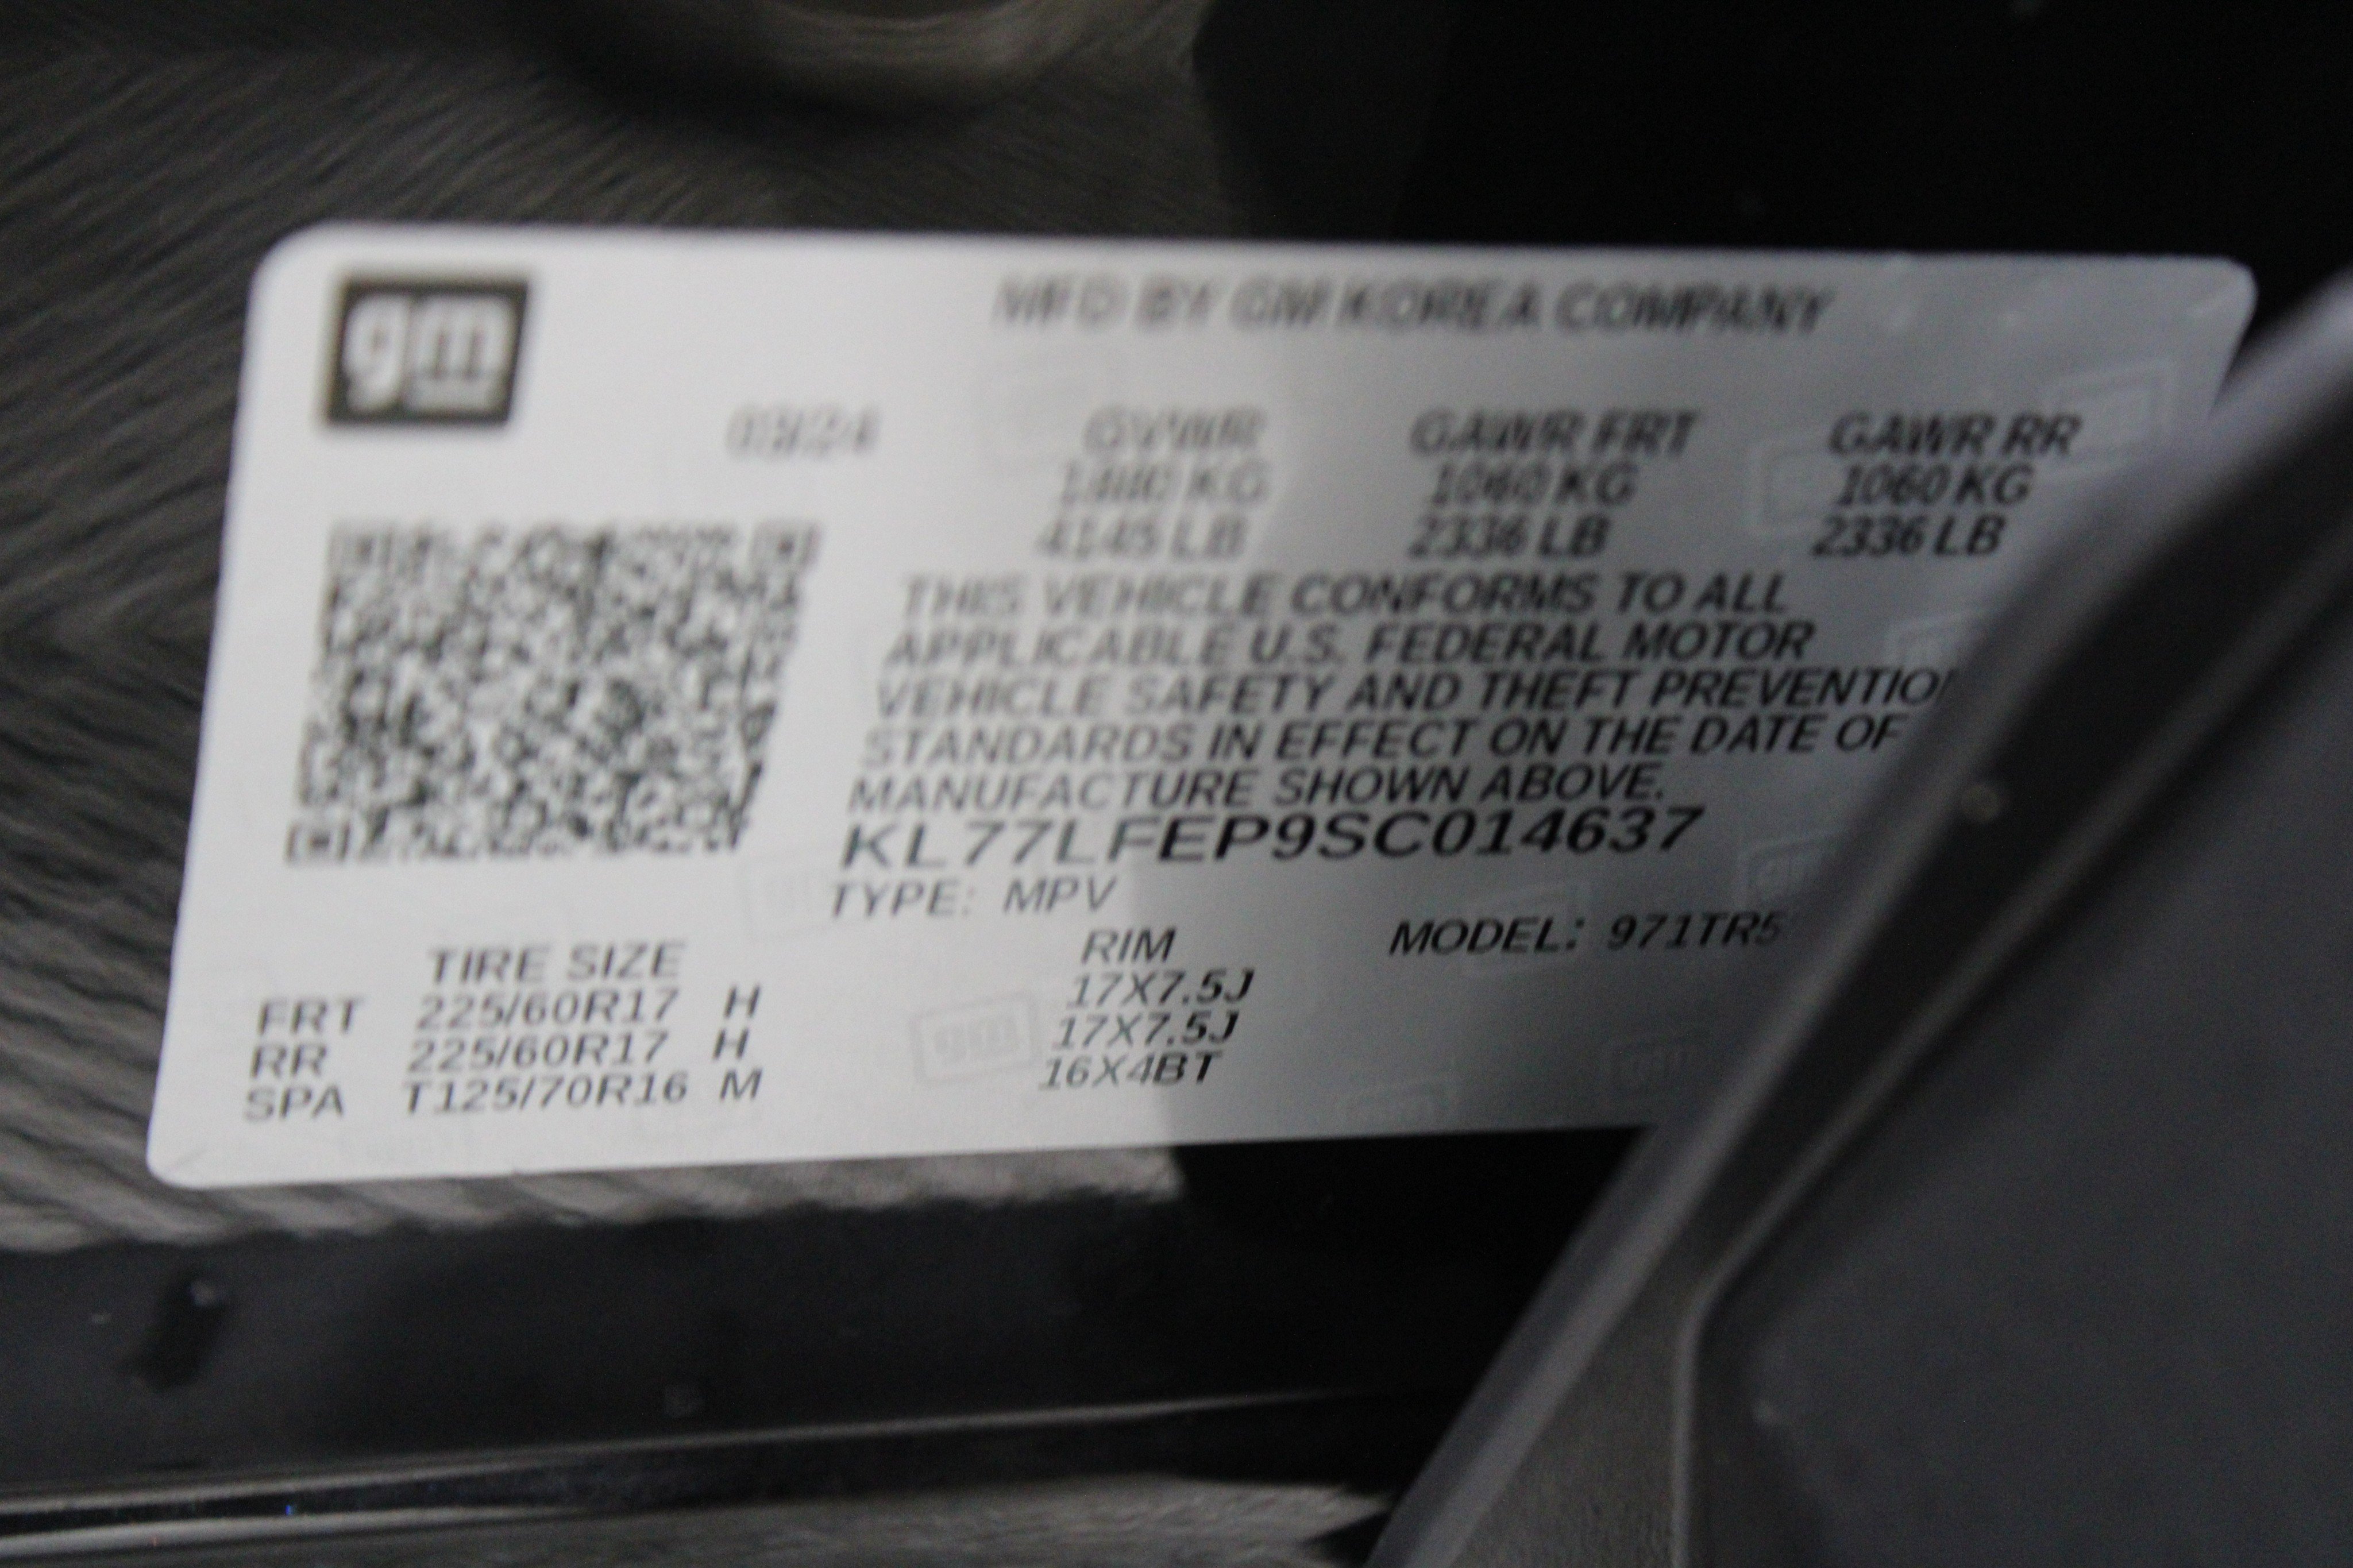 gm
MFD BY GM KOREA COMPANY
GVWR GAWR FRT GAWR RR
1060 KG 1060 KG
4145 LB 2336 LB 2336 LB
THIS VEHICLE CONFORMS TO ALL
APPLICABLE U.S. FEDERAL MOTOR
VEHICLE SAFETY AND THEFT PREVENTIO
STANDARDS IN EFFECT ON THE DATE OF
MANUFACTURE SHOWN ABOVE.
KL77LFEP9SC014637
TYPE: MPV
MODEL: 971TR5
TIRE SIZE RIM
FRT 225/60R17 H 17X7.5J
RR 225/60R17 H 17X7.5J
SPA T125/70R16 M 16X4BT